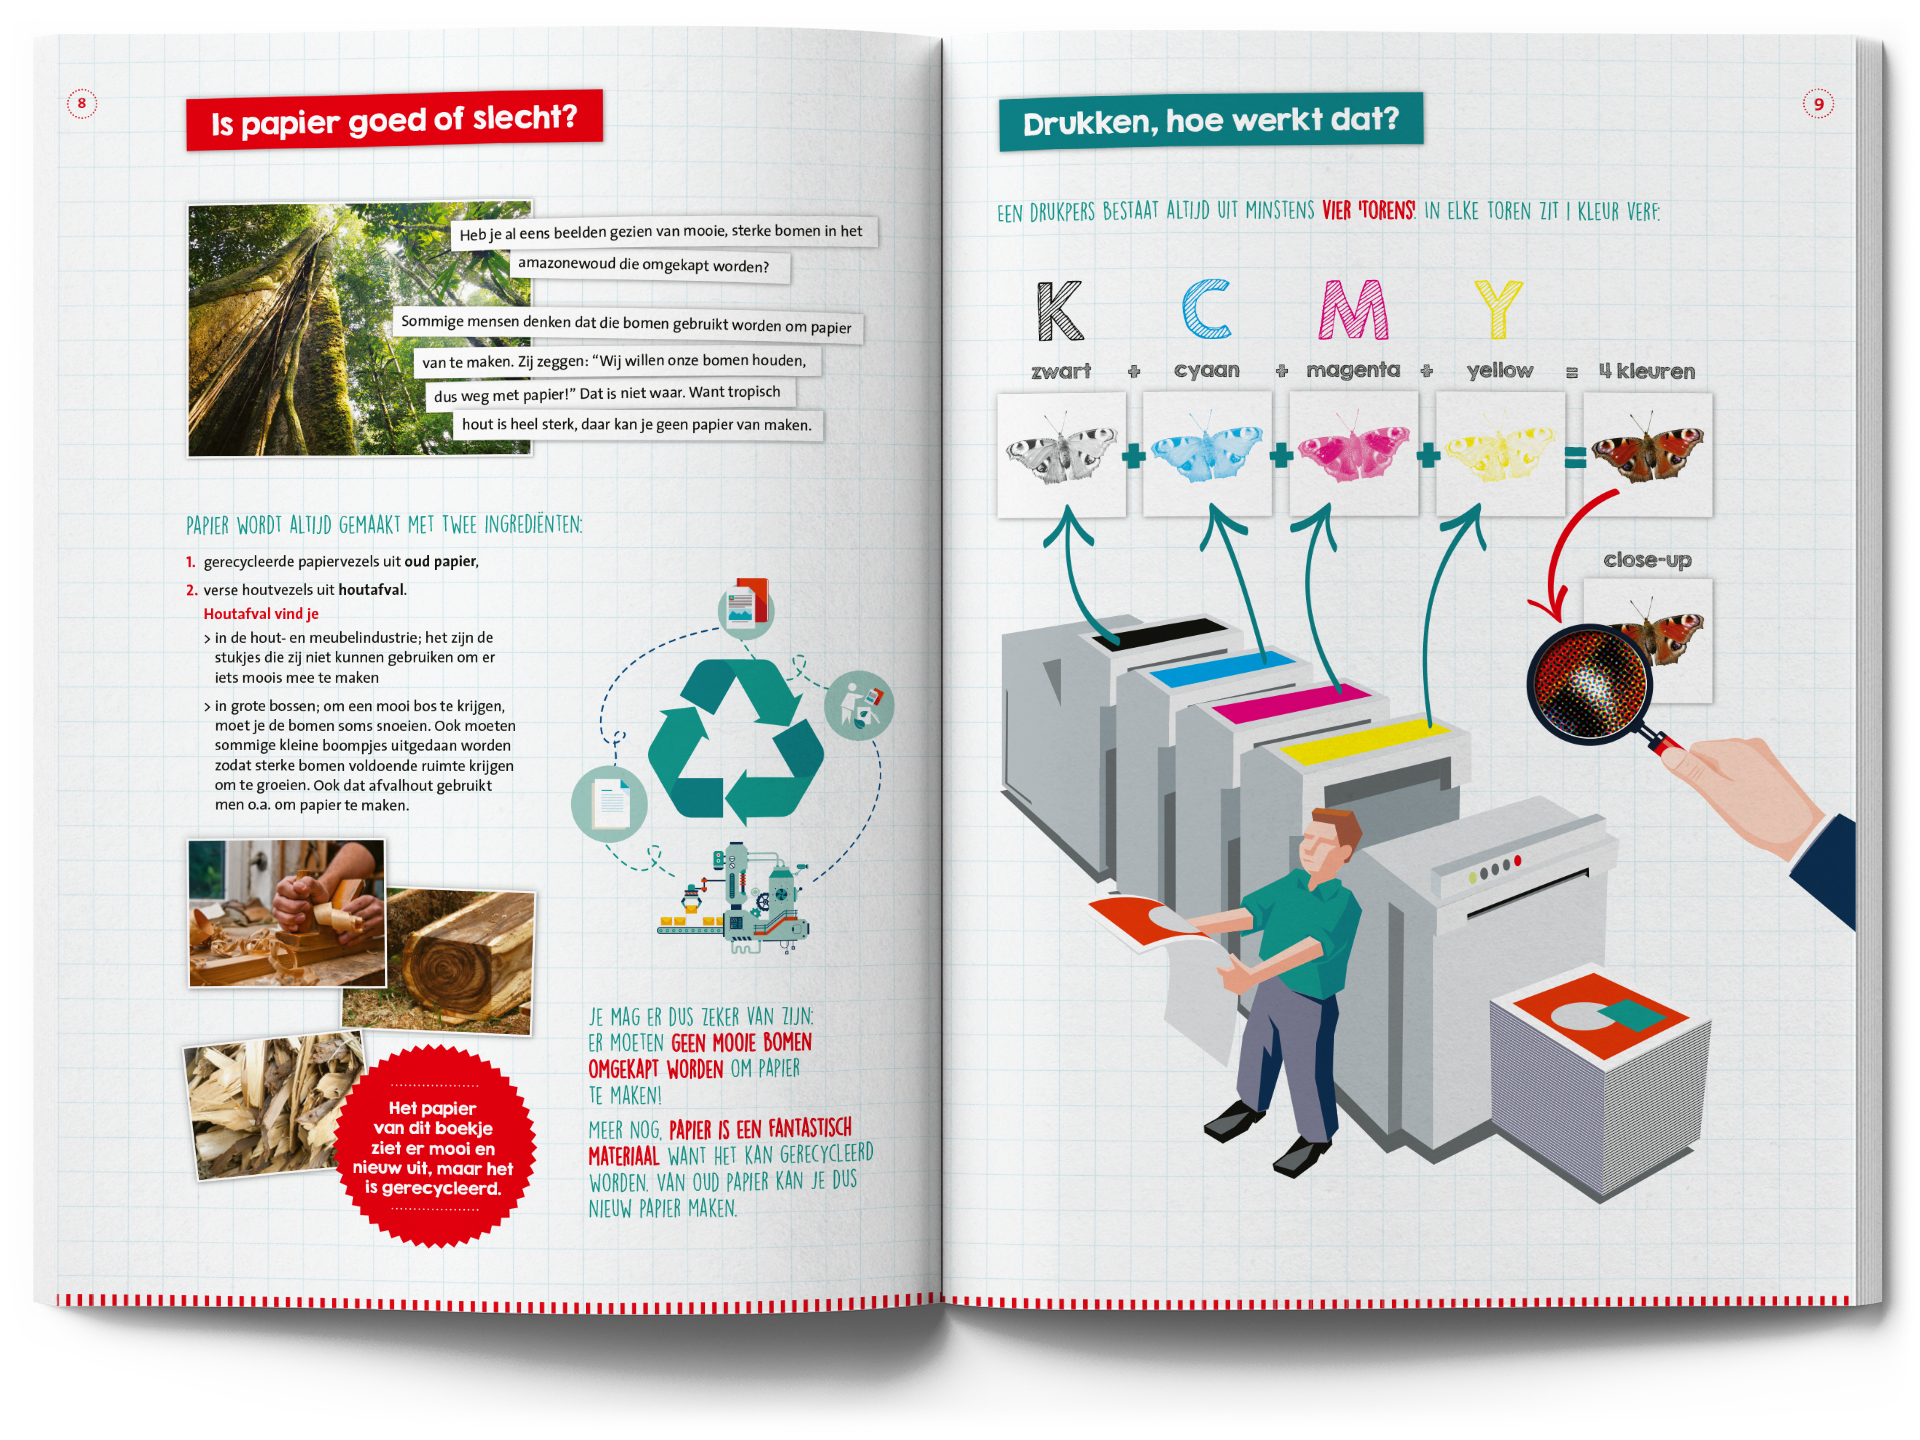 8
Is papier goed of slecht?
Heb je al eens beelden gezien van mooie, sterke bomen in het
amazonewoud die omgekapt worden?
Sommige mensen denken dat die bomen gebruikt worden om papier
van te maken. Zij zeggen: “Wij willen onze bomen houden,
dus weg met papier!” Dat is niet waar. Want tropisch
hout is heel sterk, daar kan je geen papier van maken.
PAPIER WORDT ALTIJD GEMAAKT MET TWEE INGREDIËNTEN:
1. gerecycleerde papiervezels uit oud papier,
2. verse houtvezels uit houtafval.
Houtafval vind je
> in de hout- en meubelindustrie; het zijn de
stukjes die zij niet kunnen gebruiken om er
iets moois mee te maken
> in grote bossen; om een mooi bos te krijgen,
moet je de bomen soms snoeien. Ook moeten
sommige kleine boompjes uitgedaan worden
zodat sterke bomen voldoende ruimte krijgen
om te groeien. Ook dat afvalhout gebruikt
men o.a. om papier te maken.
Het papier
van dit boekje
ziet er mooi en
nieuw uit, maar het
is gerecycleerd.
JE MAG ER DUS ZEKER VAN ZIJN:
ER MOETEN GEEN MOOIE BOMEN
OMGEKAPT WORDEN OM PAPIER
TE MAKEN!
MEER NOG, PAPIER IS EEN FANTASTISCH
MATERIAAL WANT HET KAN GERECYCLEERD
WORDEN. VAN OUD PAPIER KAN JE DUS
NIEUW PAPIER MAKEN.
9
Drukken, hoe werkt dat?
EEN DRUKPERS BESTAAT ALTIJD UIT MINSTENS VIER 'TORENS'. IN ELKE TOREN ZIT 1 KLEUR VERF:
K C M Y
zwart + cyaan + magenta + yellow = 4 kleuren
+ + + =
close-up